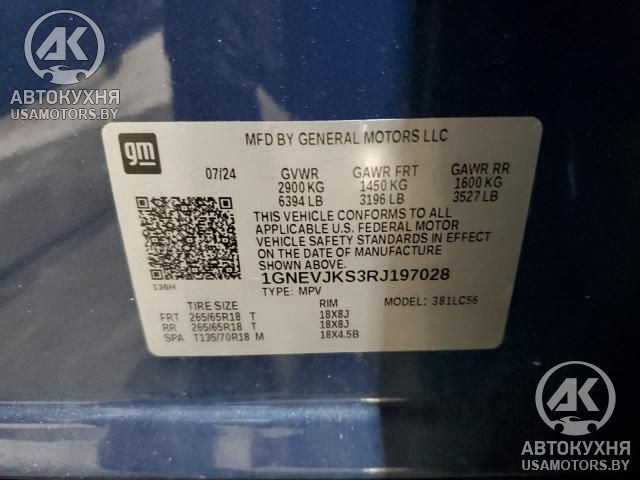 AK
АВТОКУХНЯ
USAMOTORS.BY
gm
MFD BY GENERAL MOTORS LLC
07/24 GVWR GAWR FRT GAWR RR
2900 KG 1450 KG 1600 KG
6394 LB 3196 LB 3527 LB
THIS VEHICLE CONFORMS TO ALL
APPLICABLE U.S. FEDERAL MOTOR
VEHICLE SAFETY STANDARDS IN EFFECT
ON THE DATE OF MANUFACTURE
SHOWN ABOVE.
1GNEVJKS3RJ197028
136H
TYPE: MPV MODEL: 381LC56
TIRE SIZE RIM
FRT 265/65R18 T 18X8J
RR 265/65R18 T 18X8J
SPA T135/70R18 M 18X4.5B
AK
АВТОКУХНЯ
USAMOTORS.BY